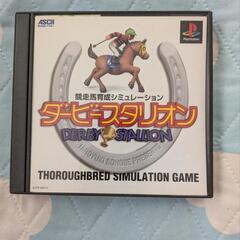 ASCII
PlayStation
競走馬育成シミュレーション
ダービースタリオン
DERBY STALLION
THOROUGHBRED SIMULATION GAME